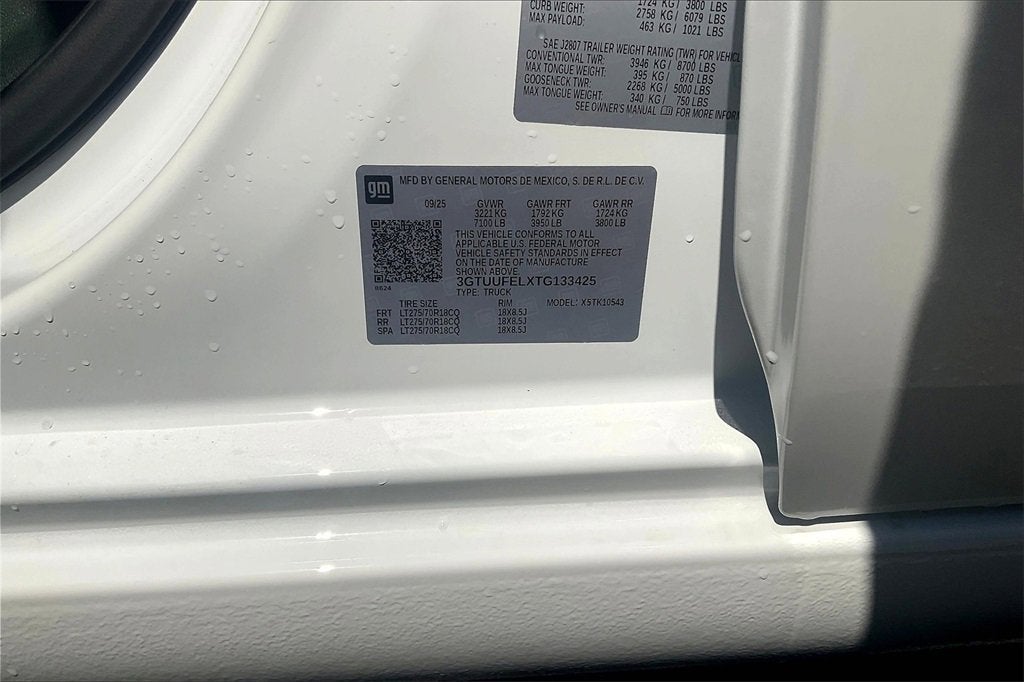 CURB WEIGHT: 1724 KG / 3800 LBS
2758 KG / 6079 LBS
MAX PAYLOAD: 463 KG / 1021 LBS
SAE J2807 TRAILER WEIGHT RATING (TWR) FOR VEHICL
CONVENTIONAL TWR: 3946 KG / 8700 LBS
MAX TONGUE WEIGHT: 395 KG / 870 LBS
GOOSENECK TWR: 2268 KG / 5000 LBS
MAX TONGUE WEIGHT: 340 KG / 750 LBS
SEE OWNER'S MANUAL FOR MORE INFORM
gm MFD BY GENERAL MOTORS DE MEXICO, S. DE R.L. DE C.V.
09/25 GVWR GAWR FRT GAWR RR
3221 KG 1792 KG 1724 KG
7100 LB 3950 LB 3800 LB
THIS VEHICLE CONFORMS TO ALL
APPLICABLE U.S. FEDERAL MOTOR
VEHICLE SAFETY STANDARDS IN EFFECT
ON THE DATE OF MANUFACTURE
SHOWN ABOVE
8624 3GTUUFELXTG133425
TYPE: TRUCK
TIRE SIZE RIM MODEL: X5TK10543
FRT LT275/70R18CQ 18X8.5J
RR LT275/70R18CQ 18X8.5J
SPA LT275/70R18CQ 18X8.5J